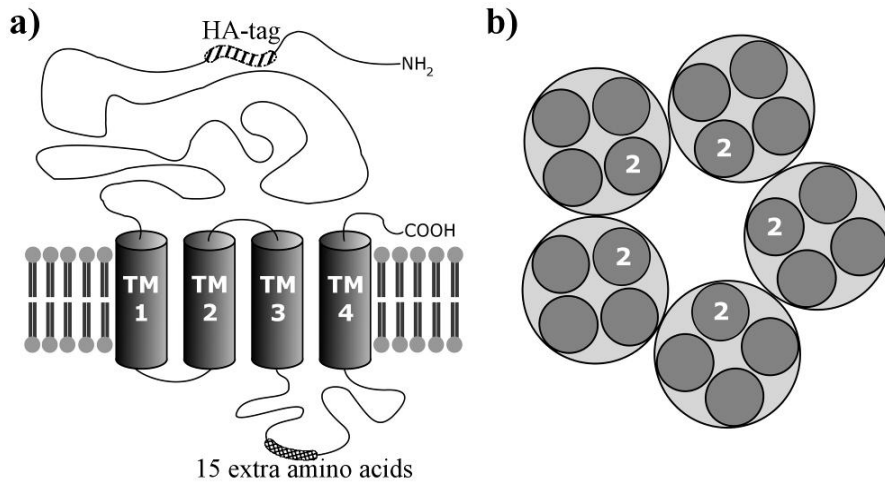 a)
HA-tag
NH2
COOH
TM
1
TM
2
TM
3
TM
4
15 extra amino acids
b)
2
2
2
2
2